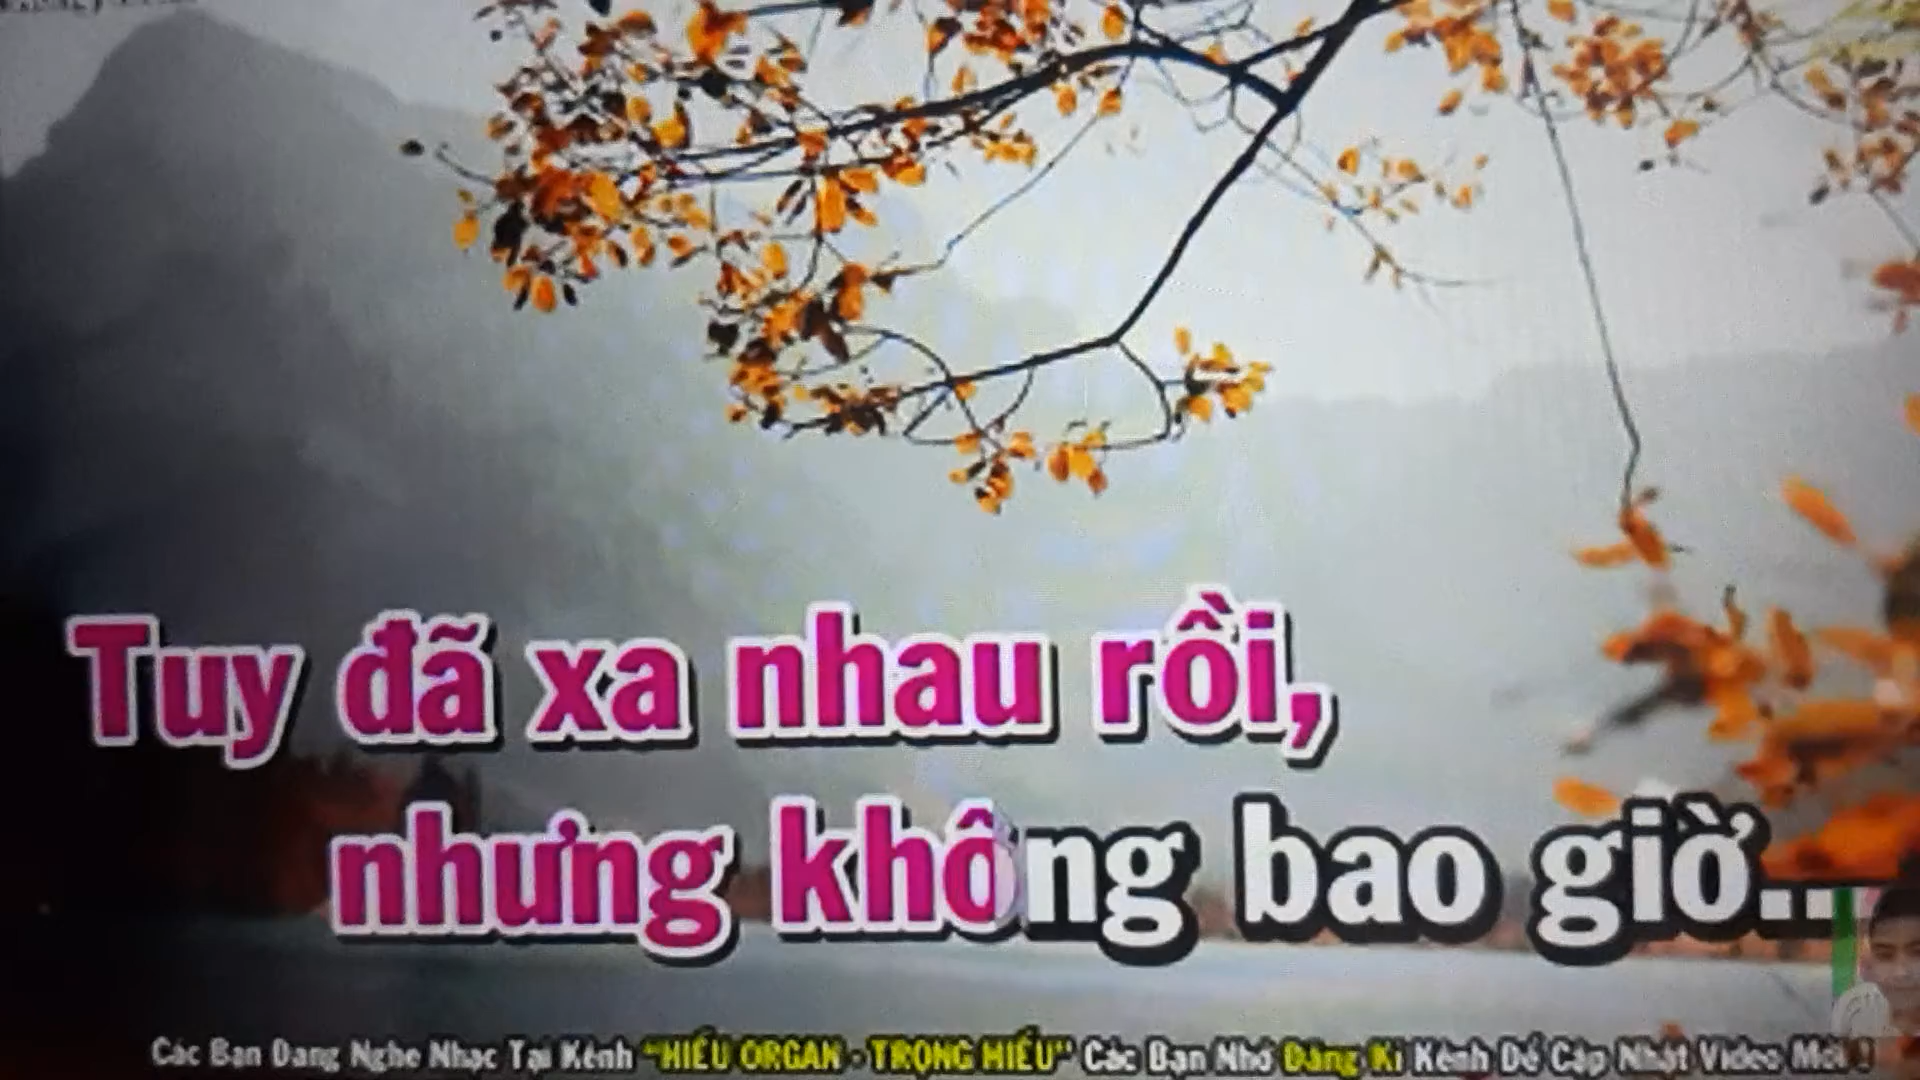 Tuy đã xa nhau rồi,
nhưng không bao giờ...
Các Bạn Đang Nghe Nhạc Tại Kênh "HIẾU ORGAN - TRỌNG HIẾU" Các Bạn Nhớ Đăng Kí Kênh Để Cập Nhật Video Mới !